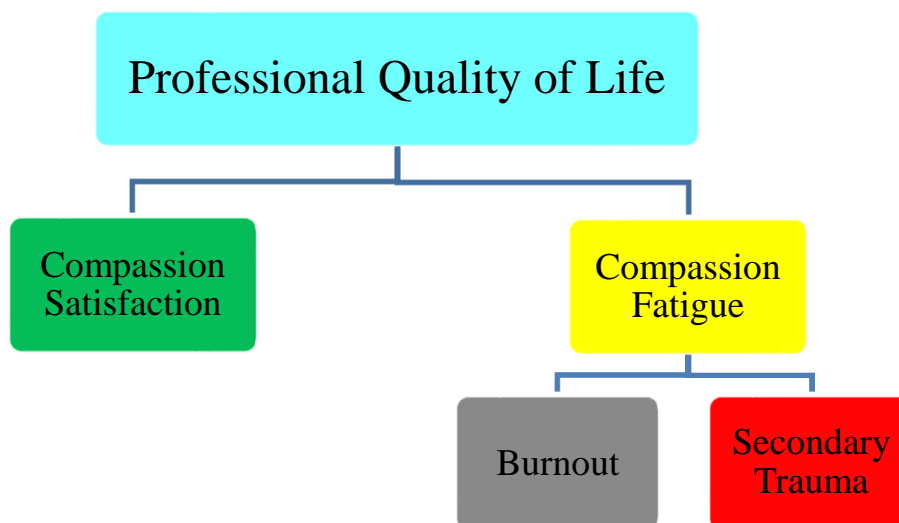 Professional Quality of Life
Compassion
Satisfaction
Compassion
Fatigue
Burnout
Secondary
Trauma